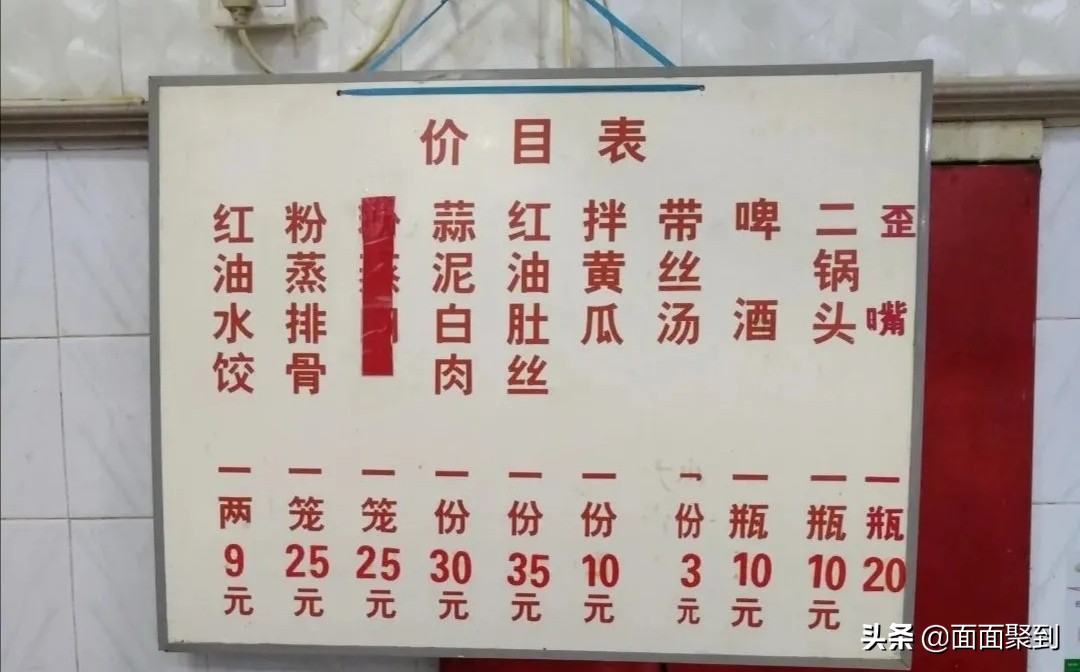 价目表
红油水饺 一两 9元
粉蒸排骨 一笼 25元
一笼 25元
蒜泥白肉 一份 30元
红油肚丝 一份 35元
拌黄瓜 一份 10元
带丝汤 一份 3元
啤酒 一瓶 10元
二锅头 一瓶 10元
歪嘴 一瓶 20
头条 @面面聚到